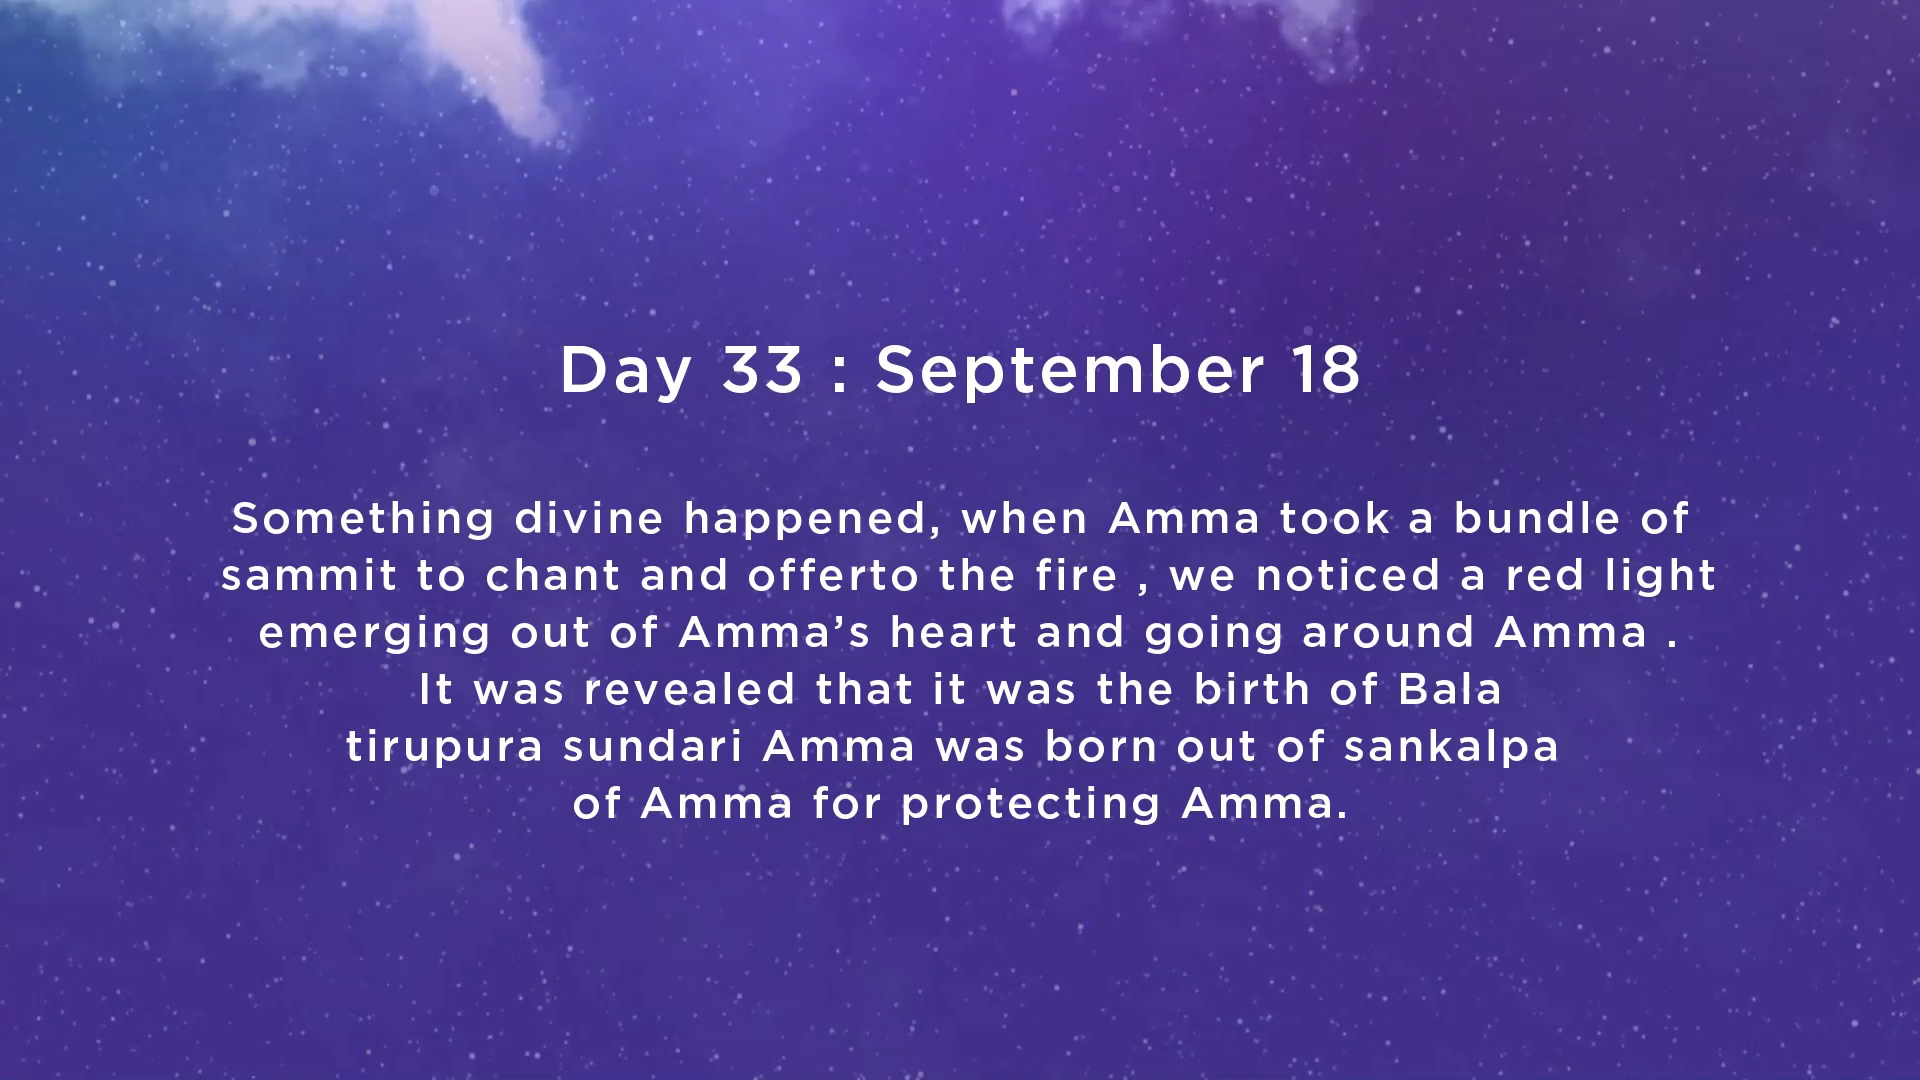 Day 33 : September 18
Something divine happened, when Amma took a bundle of
sammit to chant and offerto the fire , we noticed a red light
emerging out of Amma’s heart and going around Amma .
It was revealed that it was the birth of Bala
tirupura sundari Amma was born out of sankalpa
of Amma for protecting Amma.